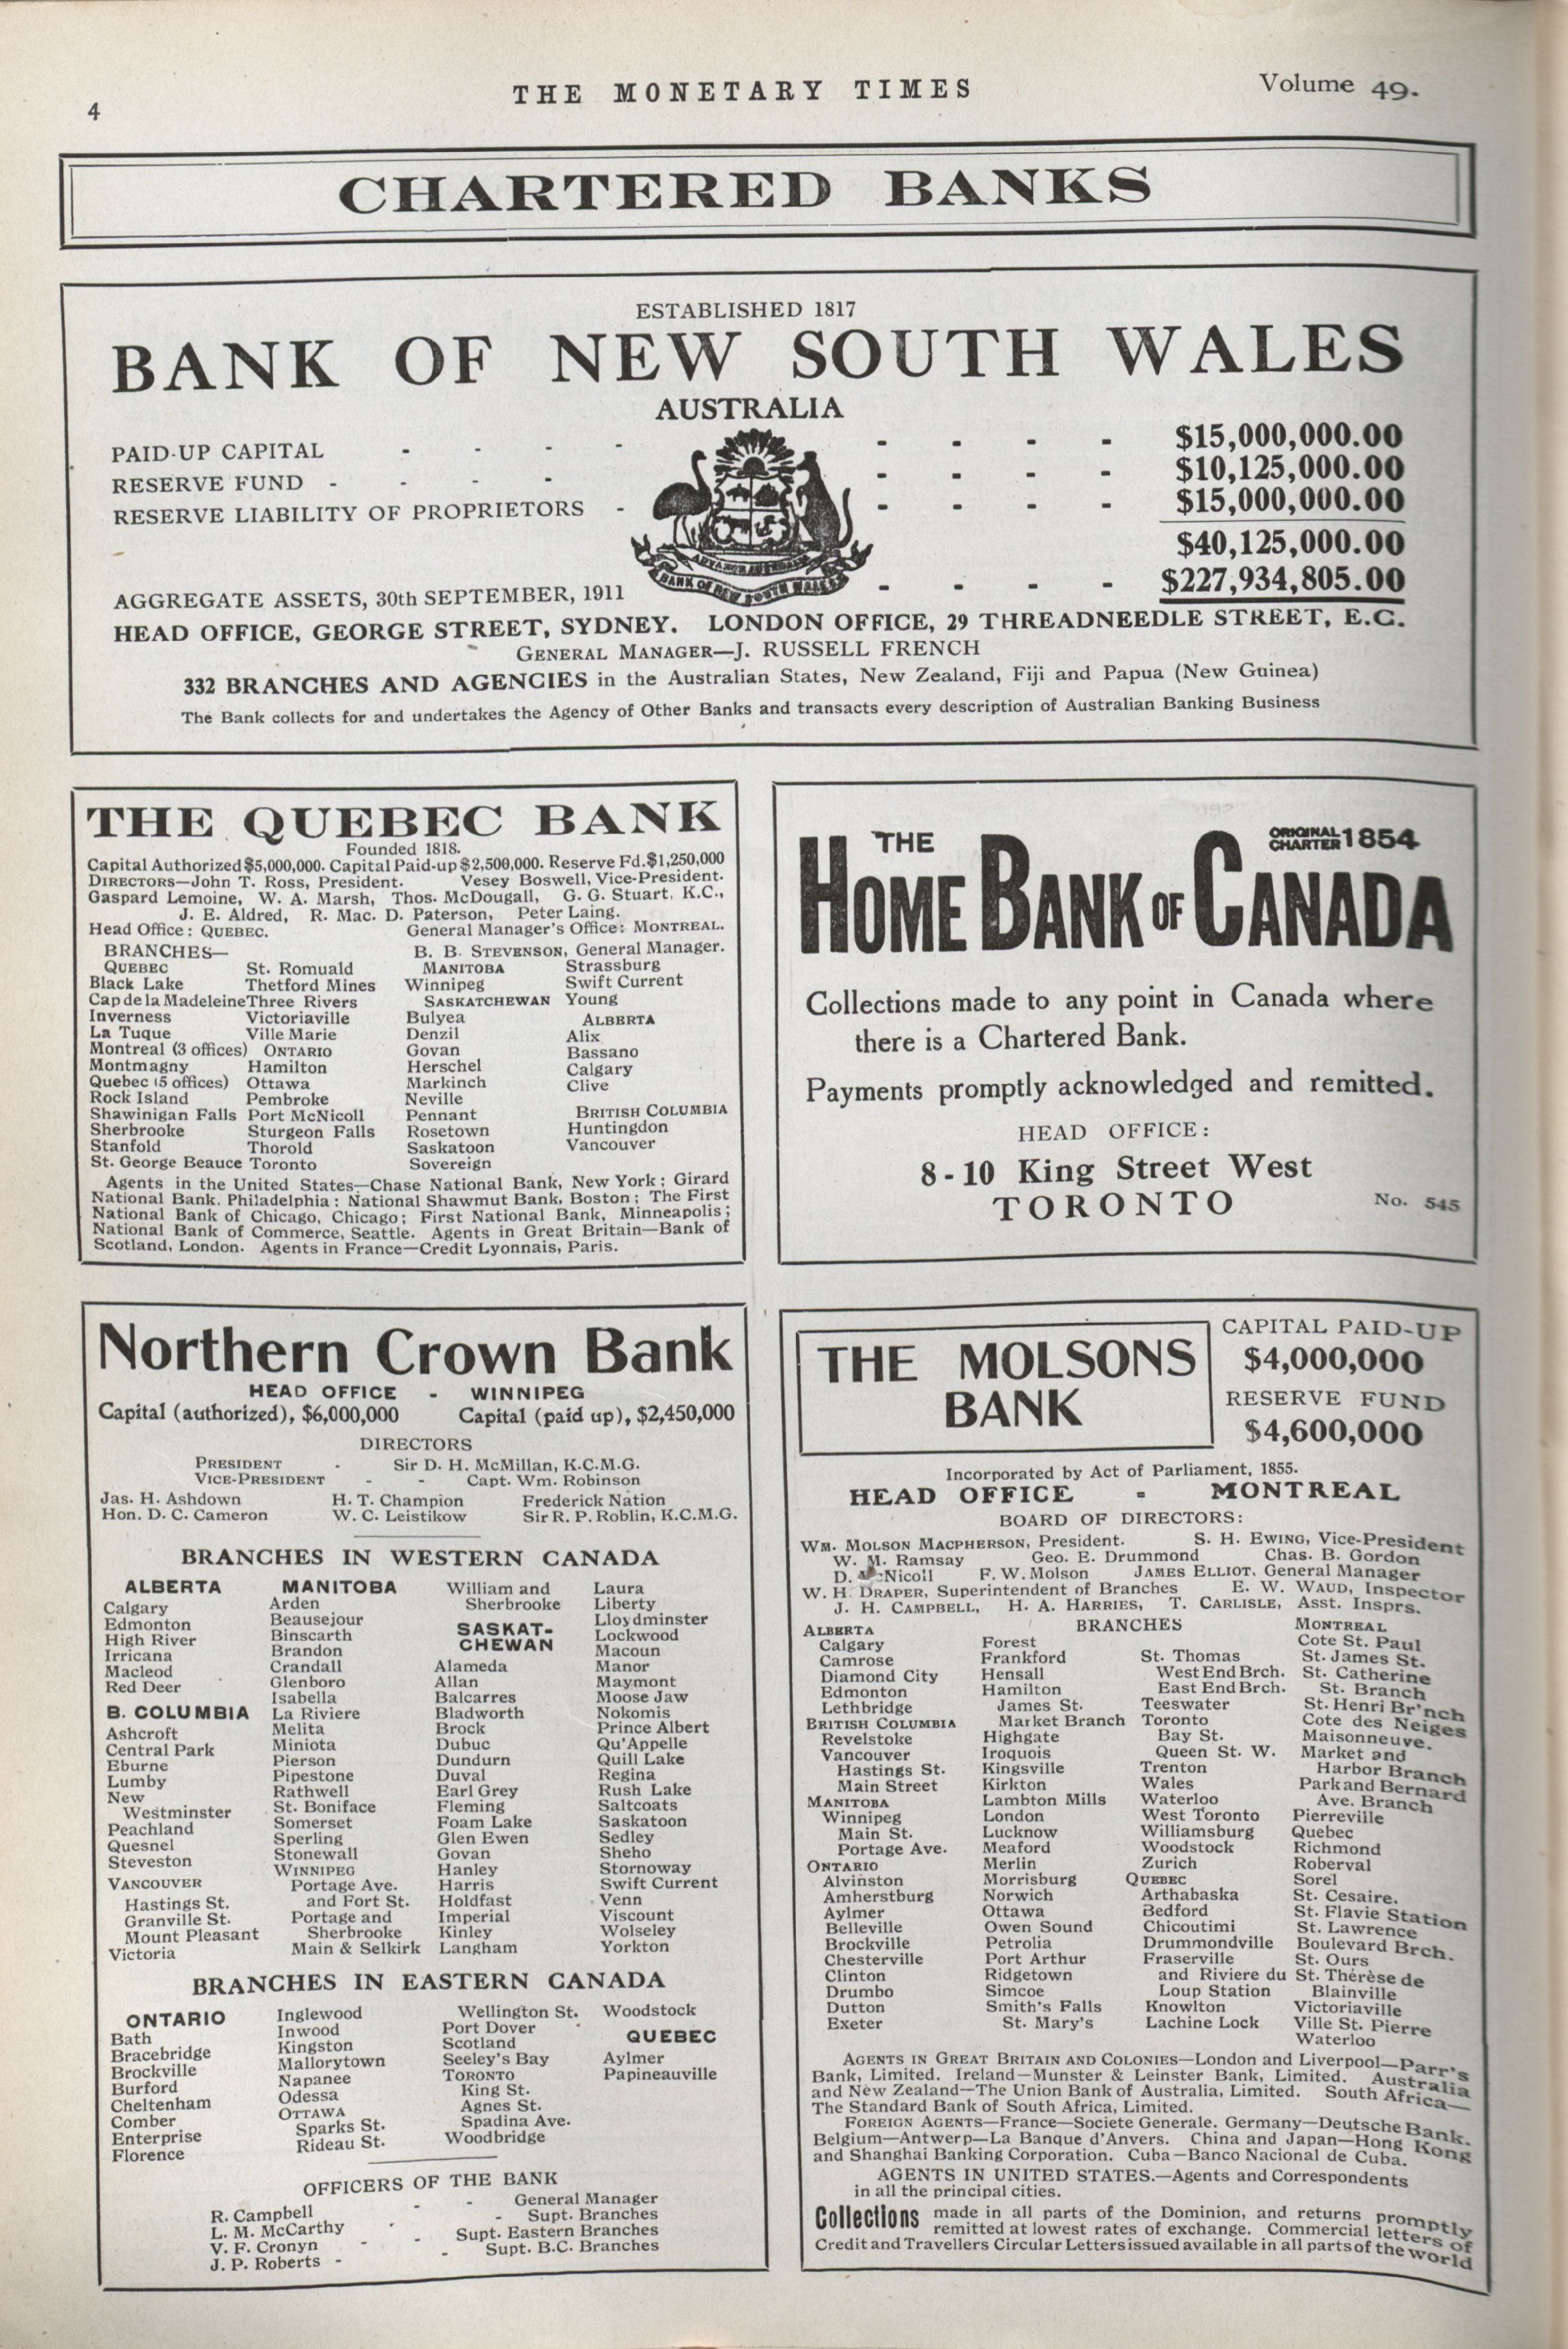 4
THE MONETARY TIMES
Volume 49.
CHARTERED BANKS
ESTABLISHED 1817
BANK OF NEW SOUTH WALES
AUSTRALIA
PAID-UP CAPITAL - - - - - - - - $15,000,000.00
RESERVE FUND - - - - - - - - $10,125,000.00
RESERVE LIABILITY OF PROPRIETORS - - - - - $15,000,000.00
$40,125,000.00
AGGREGATE ASSETS, 30th SEPTEMBER, 1911 - - - - $227,934,805.00
ADVANCE AUSTRALIA
BANK OF NEW SOUTH WALES
HEAD OFFICE, GEORGE STREET, SYDNEY. LONDON OFFICE, 29 THREADNEEDLE STREET, E.C.
GENERAL MANAGER—J. RUSSELL FRENCH
332 BRANCHES AND AGENCIES in the Australian States, New Zealand, Fiji and Papua (New Guinea)
The Bank collects for and undertakes the Agency of Other Banks and transacts every description of Australian Banking Business
THE QUEBEC BANK
Founded 1818.
Capital Authorized $5,000,000. Capital Paid-up $2,500,000. Reserve Fd. $1,250,000
DIRECTORS—John T. Ross, President. Vesey Boswell, Vice-President.
Gaspard Lemoine, W. A. Marsh, Thos. McDougall, G. G. Stuart, K.C.,
J. E. Aldred, R. Mac. D. Paterson, Peter Laing.
Head Office: QUEBEC. General Manager's Office: MONTREAL.
BRANCHES— B. B. STEVENSON, General Manager.
QUEBEC
Black Lake
Cap de la Madeleine
Inverness
La Tuque
Montreal (3 offices)
Montmagny
Quebec (5 offices)
Rock Island
Shawinigan Falls
Sherbrooke
Stanfold
St. George Beauce
St. Romuald
Thetford Mines
Three Rivers
Victoriaville
Ville Marie
ONTARIO
Hamilton
Ottawa
Pembroke
Port McNicoll
Sturgeon Falls
Thorold
Toronto
MANITOBA
Winnipeg
SASKATCHEWAN
Bulyea
Denzil
Govan
Herschel
Markinch
Neville
Pennant
Rosetown
Saskatoon
Sovereign
Strassburg
Swift Current
Young
ALBERTA
Alix
Bassano
Calgary
Clive
BRITISH COLUMBIA
Huntingdon
Vancouver
Agents in the United States—Chase National Bank, New York; Girard
National Bank, Philadelphia; National Shawmut Bank, Boston; The First
National Bank of Chicago, Chicago; First National Bank, Minneapolis;
National Bank of Commerce, Seattle. Agents in Great Britain—Bank of
Scotland, London. Agents in France—Credit Lyonnais, Paris.
THE HOME BANK OF CANADA
ORIGINAL CHARTER 1854
Collections made to any point in Canada where
there is a Chartered Bank.
Payments promptly acknowledged and remitted.
HEAD OFFICE:
8-10 King Street West
TORONTO
No. 545
Northern Crown Bank
HEAD OFFICE - WINNIPEG
Capital (authorized), $6,000,000 Capital (paid up), $2,450,000
DIRECTORS
PRESIDENT - Sir D. H. McMillan, K.C.M.G.
VICE-PRESIDENT - - Capt. Wm. Robinson
Jas. H. Ashdown H. T. Champion Frederick Nation
Hon. D. C. Cameron W. C. Leistikow Sir R. P. Roblin, K.C.M.G.
BRANCHES IN WESTERN CANADA
ALBERTA
Calgary
Edmonton
High River
Irricana
Macleod
Red Deer
B. COLUMBIA
Ashcroft
Central Park
Eburne
Lumby
New
Westminster
Peachland
Quesnel
Steveston
VANCOUVER
Hastings St.
Granville St.
Mount Pleasant
Victoria
MANITOBA
Arden
Beausejour
Binscarth
Brandon
Crandall
Glenboro
Isabella
La Riviere
Melita
Miniota
Pierson
Pipestone
Rathwell
St. Boniface
Somerset
Sperling
Stonewall
WINNIPEG
Portage Ave.
and Fort St.
Portage and
Sherbrooke
Main & Selkirk
William and
Sherbrooke
SASKAT-
CHEWAN
Alameda
Allan
Balcarres
Bladworth
Brock
Dubuc
Dundurn
Duval
Earl Grey
Fleming
Foam Lake
Glen Ewen
Govan
Hanley
Harris
Holdfast
Imperial
Kinley
Langham
Laura
Liberty
Lloydminster
Lockwood
Macoun
Manor
Maymont
Moose Jaw
Nokomis
Prince Albert
Qu'Appelle
Quill Lake
Regina
Rush Lake
Saltcoats
Saskatoon
Sedley
Sheho
Stornoway
Swift Current
Venn
Viscount
Wolseley
Yorkton
BRANCHES IN EASTERN CANADA
ONTARIO
Bath
Bracebridge
Brockville
Burford
Cheltenham
Comber
Enterprise
Florence
Inglewood
Inwood
Kingston
Mallorytown
Napanee
Odessa
OTTAWA
Sparks St.
Rideau St.
Wellington St.
Port Dover
Scotland
Seeley's Bay
TORONTO
King St.
Agnes St.
Spadina Ave.
Woodbridge
Woodstock
QUEBEC
Aylmer
Papineauville
OFFICERS OF THE BANK
R. Campbell - - General Manager
L. M. McCarthy - - Supt. Branches
V. F. Cronyn - - Supt. Eastern Branches
J. P. Roberts - - Supt. B.C. Branches
THE MOLSONS
BANK
CAPITAL PAID-UP
$4,000,000
RESERVE FUND
$4,600,000
Incorporated by Act of Parliament, 1855.
HEAD OFFICE - MONTREAL
BOARD OF DIRECTORS:
WM. MOLSON MACPHERSON, President. S. H. EWING, Vice-President
W. M. Ramsay Geo. E. Drummond Chas. B. Gordon
D. McNicoll F. W. Molson JAMES ELLIOT, General Manager
W. H. DRAPER, Superintendent of Branches E. W. WAUD, Inspector
J. H. CAMPBELL, H. A. HARRIES, T. CARLISLE, Asst. Insprs.
BRANCHES
ALBERTA
Calgary
Camrose
Diamond City
Edmonton
Lethbridge
BRITISH COLUMBIA
Revelstoke
Vancouver
Hastings St.
Main Street
MANITOBA
Winnipeg
Main St.
Portage Ave.
ONTARIO
Alvinston
Amherstburg
Aylmer
Belleville
Brockville
Chesterville
Clinton
Drumbo
Dutton
Exeter
Forest
Frankford
Hensall
Hamilton
James St.
Market Branch
Highgate
Iroquois
Kingsville
Kirkton
Lambton Mills
London
Lucknow
Meaford
Merlin
Morrisburg
Norwich
Ottawa
Owen Sound
Petrolia
Port Arthur
Ridgetown
Simcoe
Smith's Falls
St. Mary's
St. Thomas
West End Brch.
East End Brch.
Teeswater
Toronto
Bay St.
Queen St. W.
Trenton
Wales
Waterloo
West Toronto
Williamsburg
Woodstock
Zurich
QUEBEC
Arthabaska
Bedford
Chicoutimi
Drummondville
Fraserville
and Riviere du
Loup Station
Knowlton
Lachine Lock
MONTREAL
Cote St. Paul
St. James St.
St. Catherine
St. Branch
St. Henri Br'nch
Cote des Neiges
Maisonneuve.
Market and
Harbor Branch
Park and Bernard
Ave. Branch
Pierreville
Quebec
Richmond
Roberval
Sorel
St. Cesaire.
St. Flavie Station
St. Lawrence
Boulevard Brch.
St. Ours
St. Thérèse de
Blainville
Victoriaville
Ville St. Pierre
Waterloo
AGENTS IN GREAT BRITAIN AND COLONIES—London and Liverpool—Parr's
Bank, Limited. Ireland—Munster & Leinster Bank, Limited. Australia
and New Zealand—The Union Bank of Australia, Limited. South Africa—
The Standard Bank of South Africa, Limited.
FOREIGN AGENTS—France—Societe Generale. Germany—Deutsche Bank.
Belgium—Antwerp—La Banque d'Anvers. China and Japan—Hong Kong
and Shanghai Banking Corporation. Cuba—Banco Nacional de Cuba.
AGENTS IN UNITED STATES.—Agents and Correspondents
in all the principal cities.
Collections made in all parts of the Dominion, and returns promptly
remitted at lowest rates of exchange. Commercial letters of
Credit and Travellers Circular Letters issued available in all parts of the world